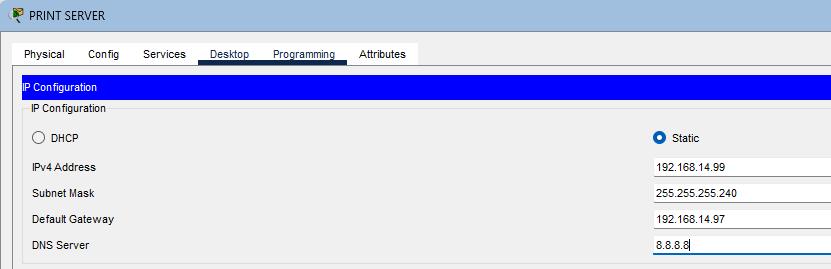 PRINT SERVER
Physical Config Services Desktop Programming Attributes
IP Configuration
IP Configuration
DHCP Static
IPv4 Address 192.168.14.99
Subnet Mask 255.255.255.240
Default Gateway 192.168.14.97
DNS Server 8.8.8.8